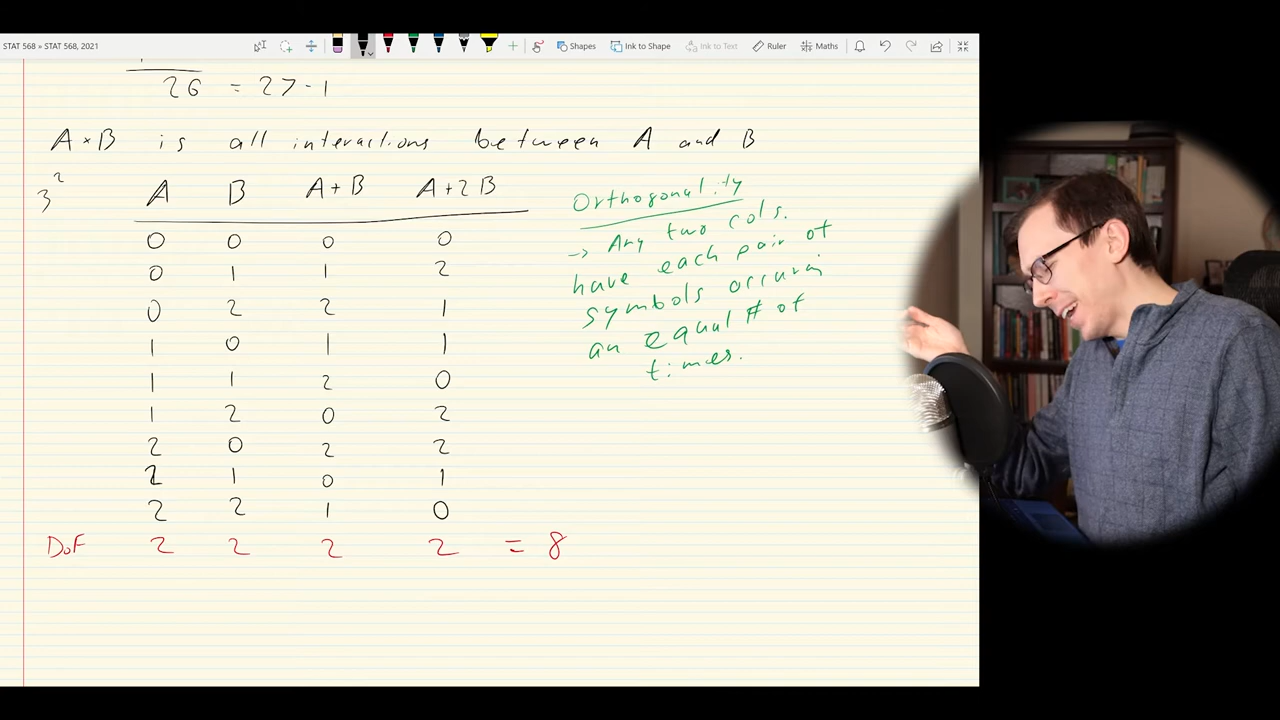 STAT 568 » STAT 568, 2021
Shapes Ink to Shape Ink to Text Ruler Maths
26 = 27-1
A×B is all interactions between A and B
3² A B A+B A+2B
0 0 0 0
0 1 1 2
0 2 2 1
1 0 1 1
1 1 2 0
1 2 0 2
2 0 2 2
2 1 0 1
2 2 1 0
DoF 2 2 2 2 = 8
Orthogonality
→ Any two cols.
have each pair of
symbols occuring
an equal # of
times.